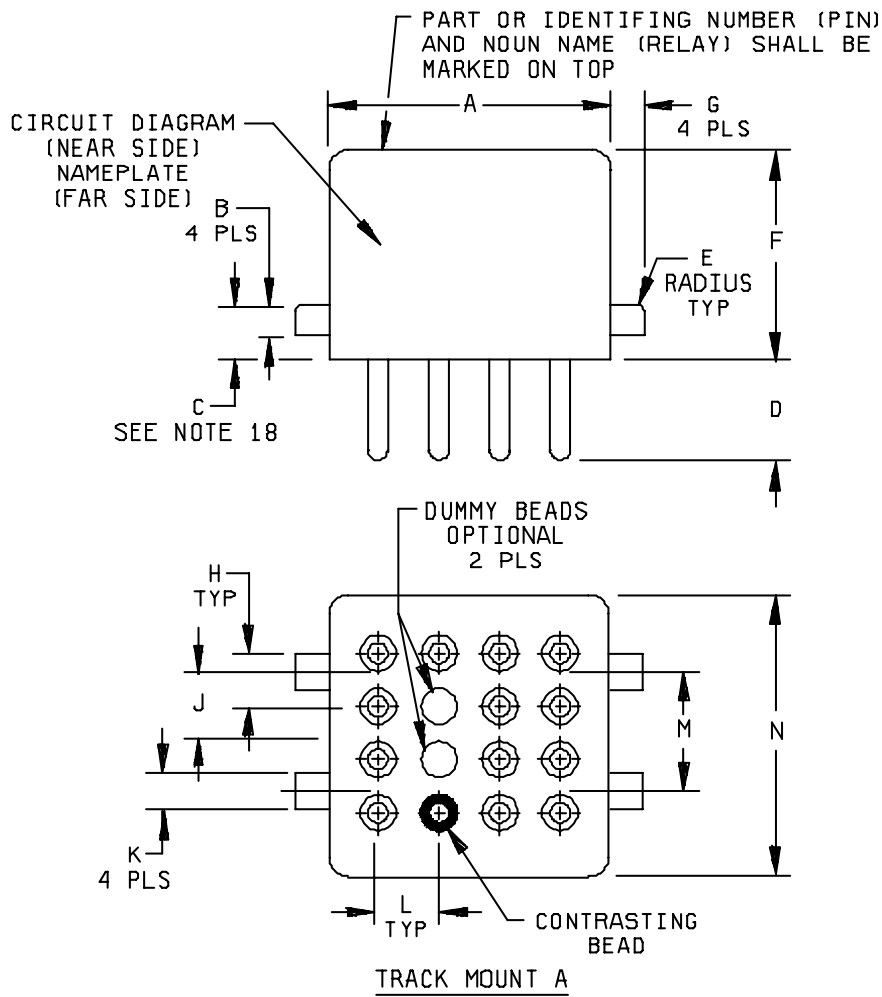 PART OR IDENTIFING NUMBER (PIN)
AND NOUN NAME (RELAY) SHALL BE
MARKED ON TOP
A
G
4 PLS
CIRCUIT DIAGRAM
(NEAR SIDE)
NAMEPLATE
(FAR SIDE)
B
4 PLS
F
E
RADIUS
TYP
C
SEE NOTE 18
D
DUMMY BEADS
OPTIONAL
2 PLS
H
TYP
J
M
N
K
4 PLS
L
TYP
CONTRASTING
BEAD
TRACK MOUNT A